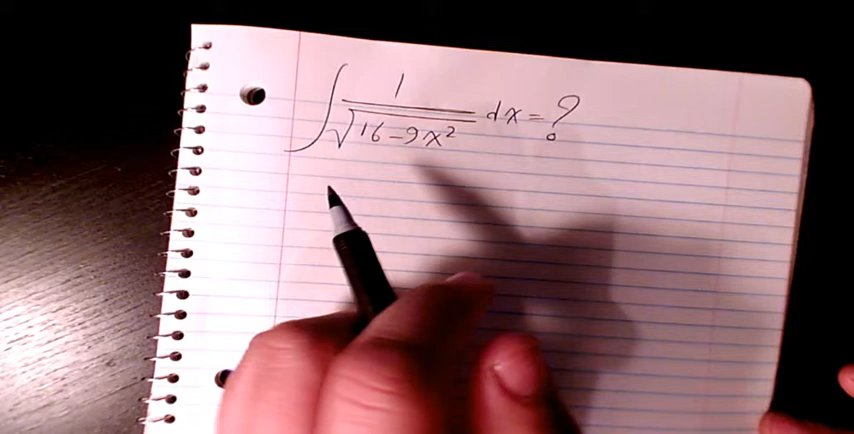 ∫ 1/√(16-9x²) dx = ?